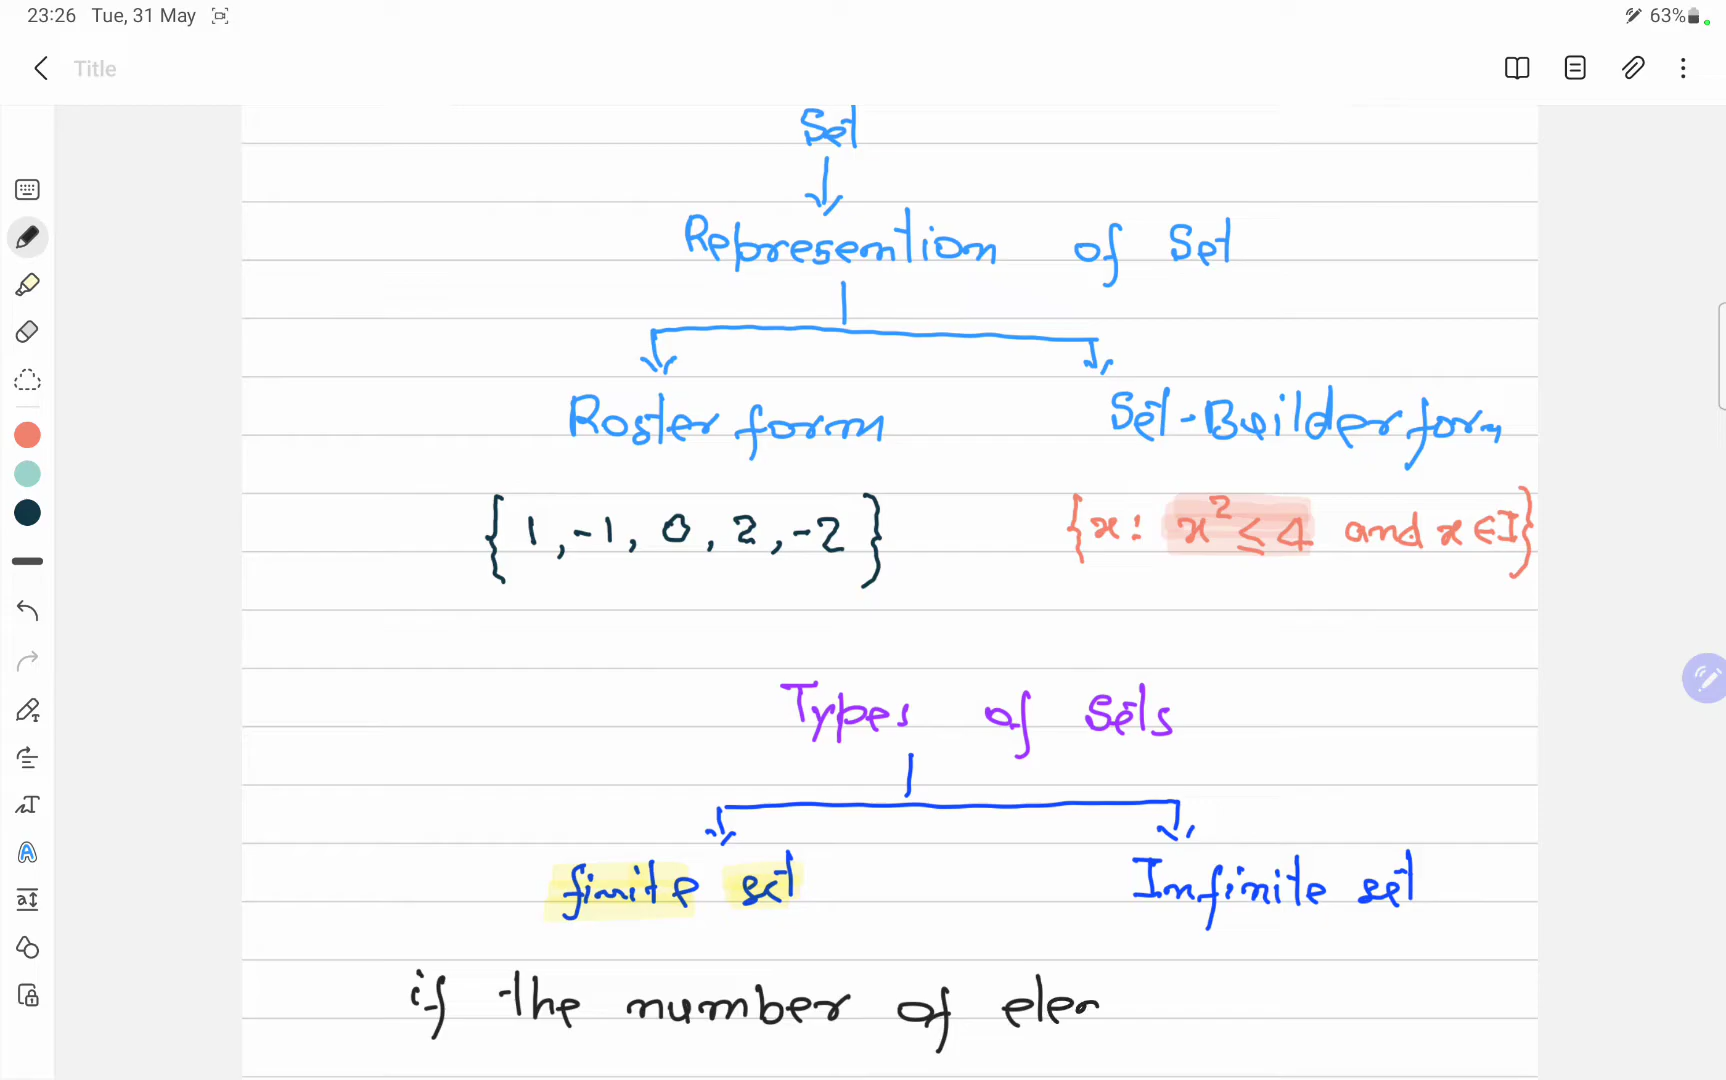 23:26 Tue, 31 May 63%
Title
Set
Represention of Set
Roster form Set-Builder form
{1, -1, 0, 2, -2} {x: x² ≤ 4 and x ∈ I}
Types of Sets
finite set Infinite set
if the number of elem